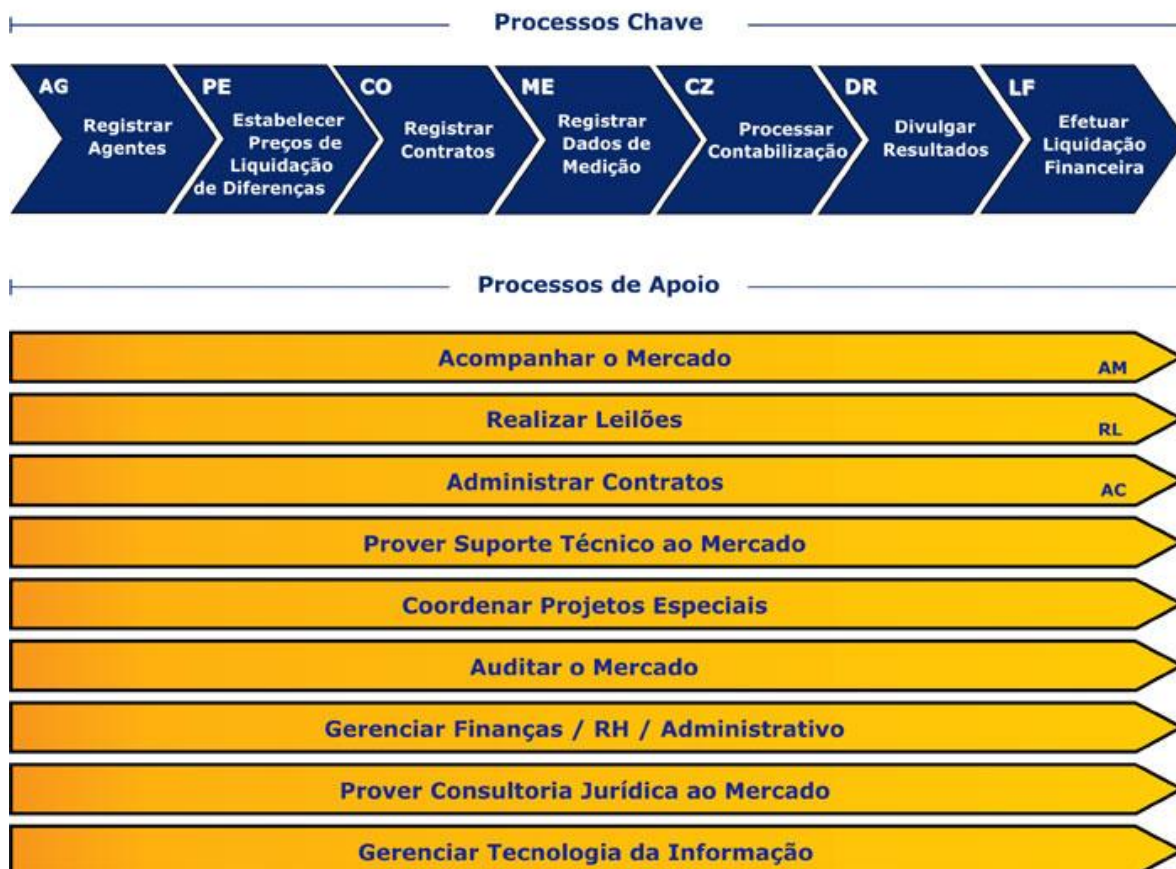 Processos Chave
AG
Registrar
Agentes
PE
Estabelecer
Preços de
Liquidação
de Diferenças
CO
Registrar
Contratos
ME
Registrar
Dados de
Medição
CZ
Processar
Contabilização
DR
Divulgar
Resultados
LF
Efetuar
Liquidação
Financeira
Processos de Apoio
Acompanhar o Mercado AM
Realizar Leilões RL
Administrar Contratos AC
Prover Suporte Técnico ao Mercado
Coordenar Projetos Especiais
Auditar o Mercado
Gerenciar Finanças / RH / Administrativo
Prover Consultoria Jurídica ao Mercado
Gerenciar Tecnologia da Informação